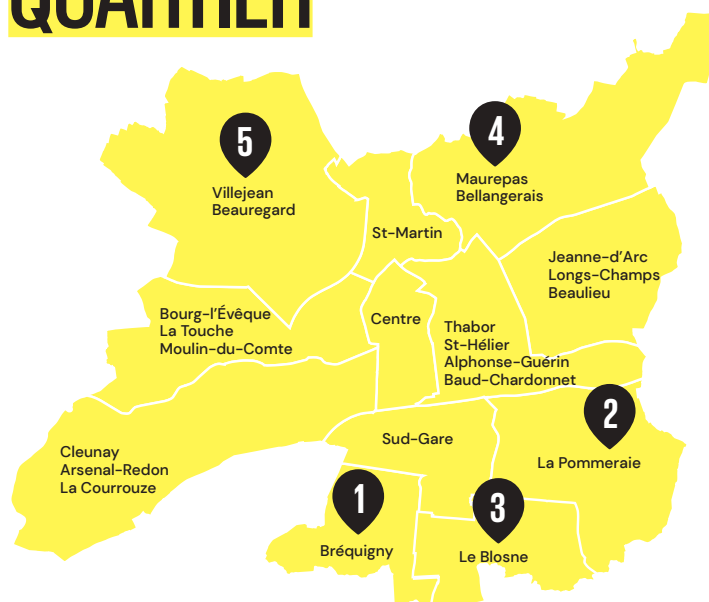 QUARTIER
5
Villejean
Beauregard
4
Maurepas
Bellangerais
St-Martin
Jeanne-d’Arc
Longs-Champs
Beaulieu
Bourg-l’Évêque
La Touche
Moulin-du-Comte
Centre
Thabor
St-Hélier
Alphonse-Guérin
Baud-Chardonnet
Cleunay
Arsenal-Redon
La Courrouze
Sud-Gare
2
La Pommeraie
1
Bréquigny
3
Le Blosne